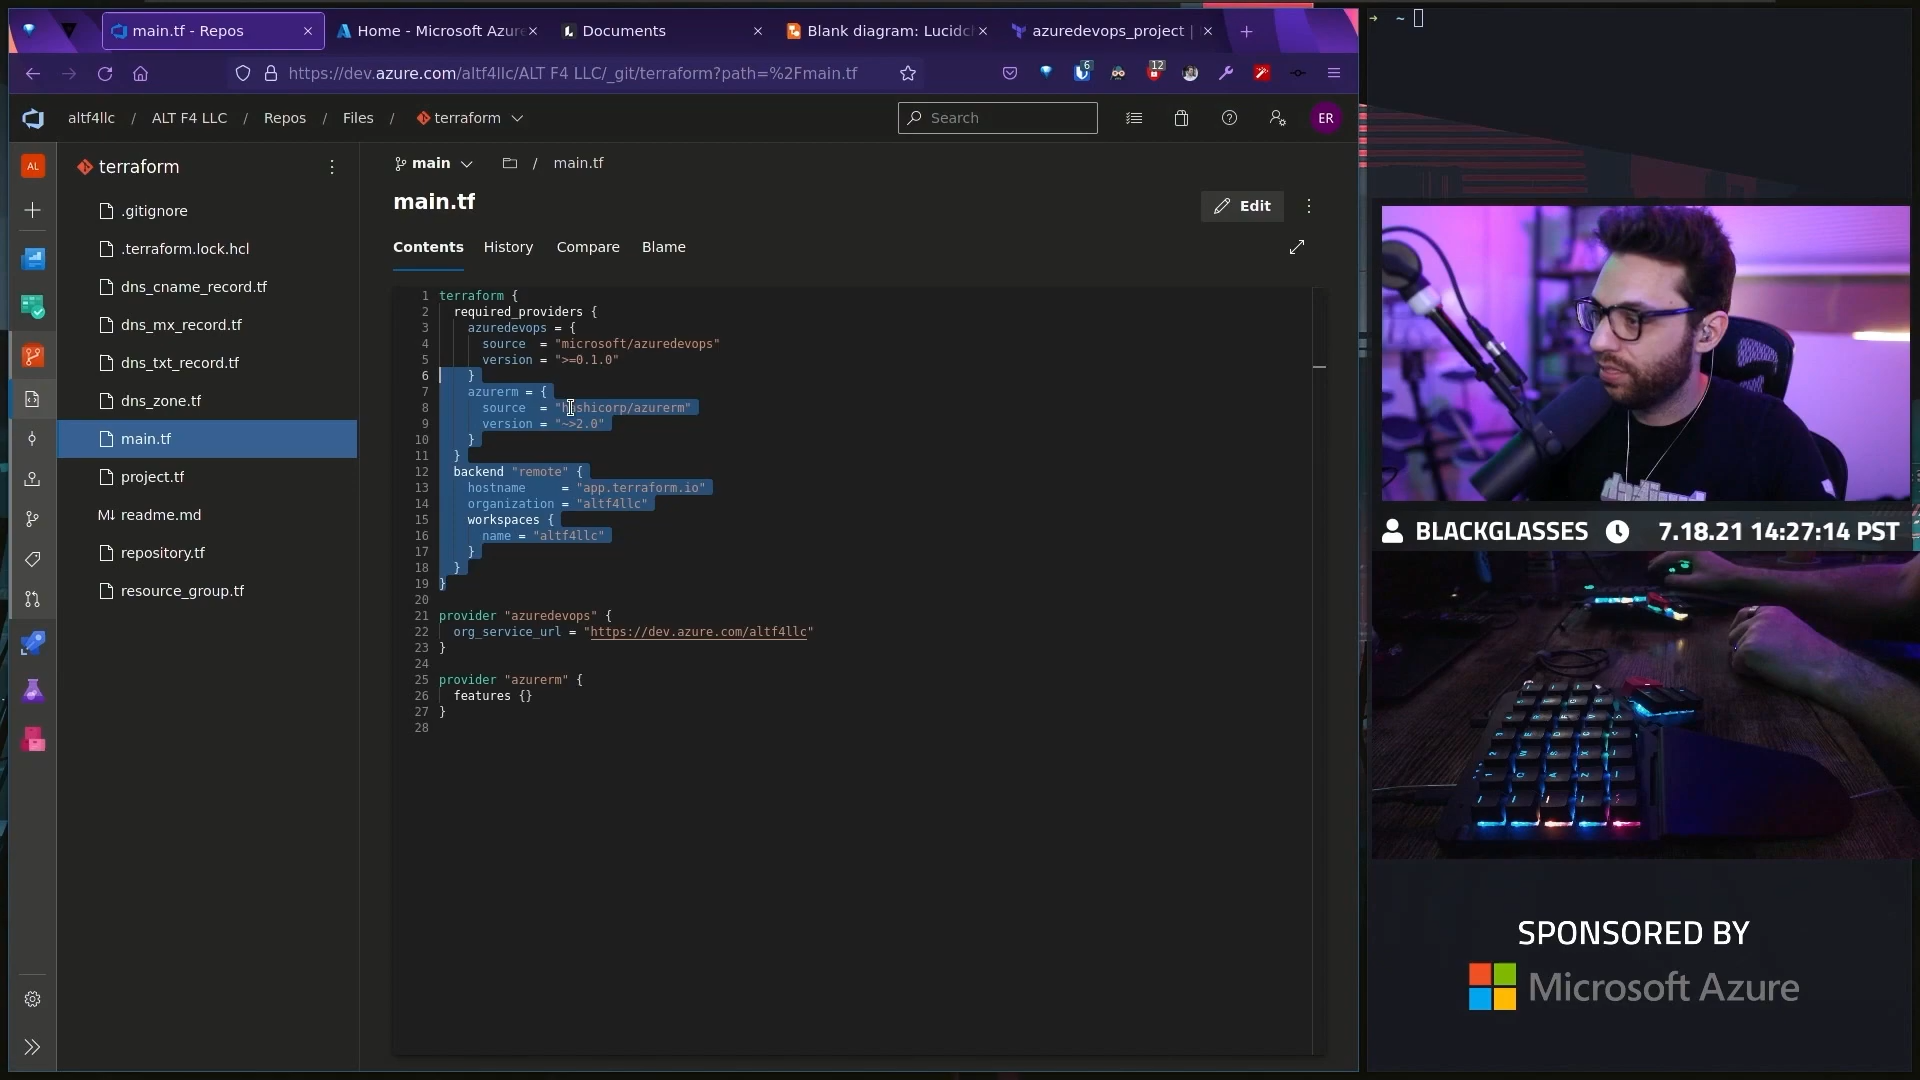 main.tf - Repos
Home - Microsoft Azur
Documents
Blank diagram: Lucidc
azuredevops_project |
https://dev.azure.com/altf4llc/ALT F4 LLC/_git/terraform?path=%2Fmain.tf
6
12
altf4llc / ALT F4 LLC / Repos / Files / terraform
Search
ER
AL
terraform
.gitignore
.terraform.lock.hcl
dns_cname_record.tf
dns_mx_record.tf
dns_txt_record.tf
dns_zone.tf
main.tf
project.tf
M↓ readme.md
repository.tf
resource_group.tf
main / main.tf
main.tf
Edit
Contents History Compare Blame
1 terraform {
2 required_providers {
3 azuredevops = {
4 source = "microsoft/azuredevops"
5 version = ">=0.1.0"
6 }
7 azurerm = {
8 source = "hashicorp/azurerm"
9 version = "~>2.0"
10 }
11 }
12 backend "remote" {
13 hostname = "app.terraform.io"
14 organization = "altf4llc"
15 workspaces {
16 name = "altf4llc"
17 }
18 }
19 }
20
21 provider "azuredevops" {
22 org_service_url = "https://dev.azure.com/altf4llc"
23 }
24
25 provider "azurerm" {
26 features {}
27 }
28
→ ~
BLACKGLASSES 7.18.21 14:27:14 PST
SPONSORED BY
Microsoft Azure